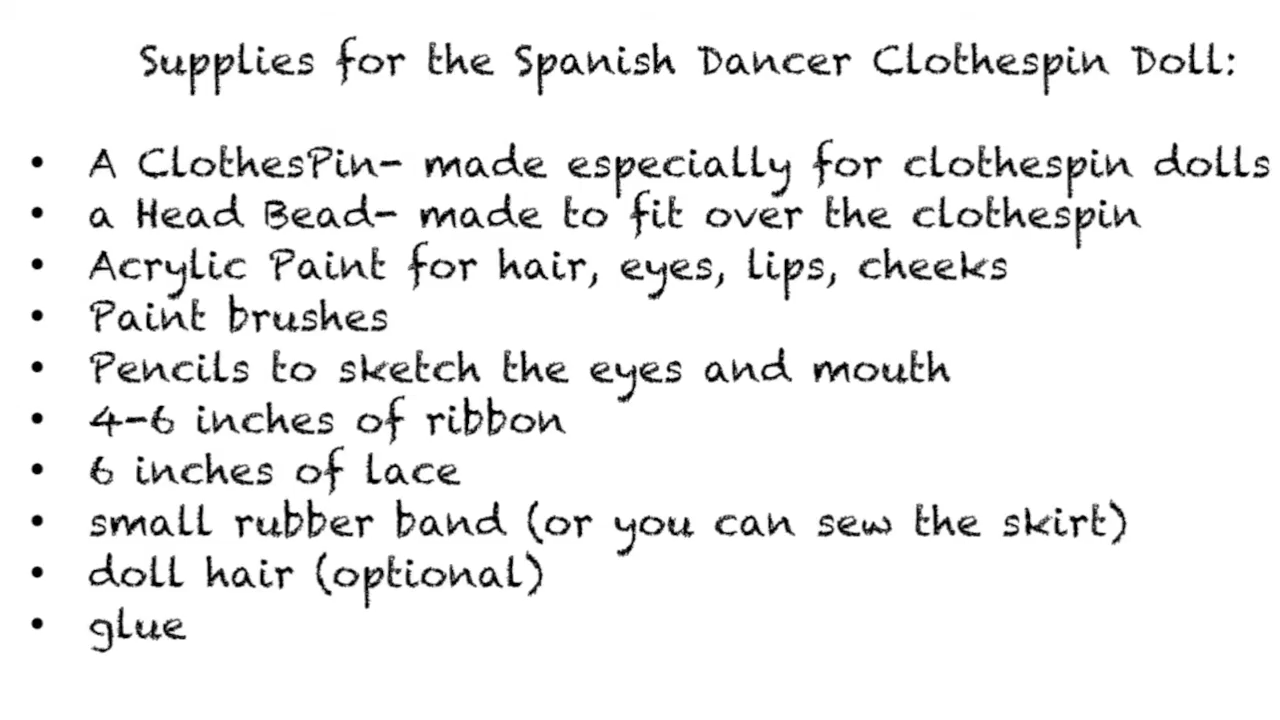 Supplies for the Spanish Dancer Clothespin Doll:
• A ClothesPin- made especially for clothespin dolls
• a Head Bead- made to fit over the clothespin
• Acrylic Paint for hair, eyes, lips, cheeks
• Paint brushes
• Pencils to sketch the eyes and mouth
• 4-6 inches of ribbon
• 6 inches of lace
• small rubber band (or you can sew the skirt)
• doll hair (optional)
• glue